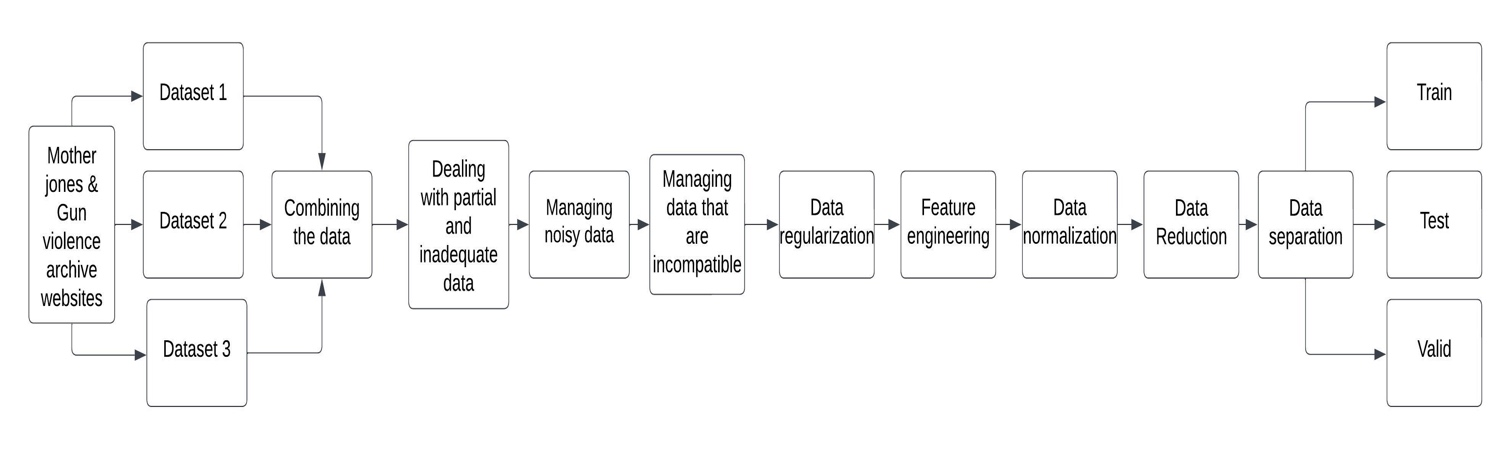 Mother
jones &
Gun
violence
archive
websites
Dataset 1
Dataset 2
Dataset 3
Combining
the data
Dealing
with partial
and
inadequate
data
Managing
noisy data
Managing
data that
are
incompatible
Data
regularization
Feature
engineering
Data
normalization
Data
Reduction
Data
separation
Train
Test
Valid